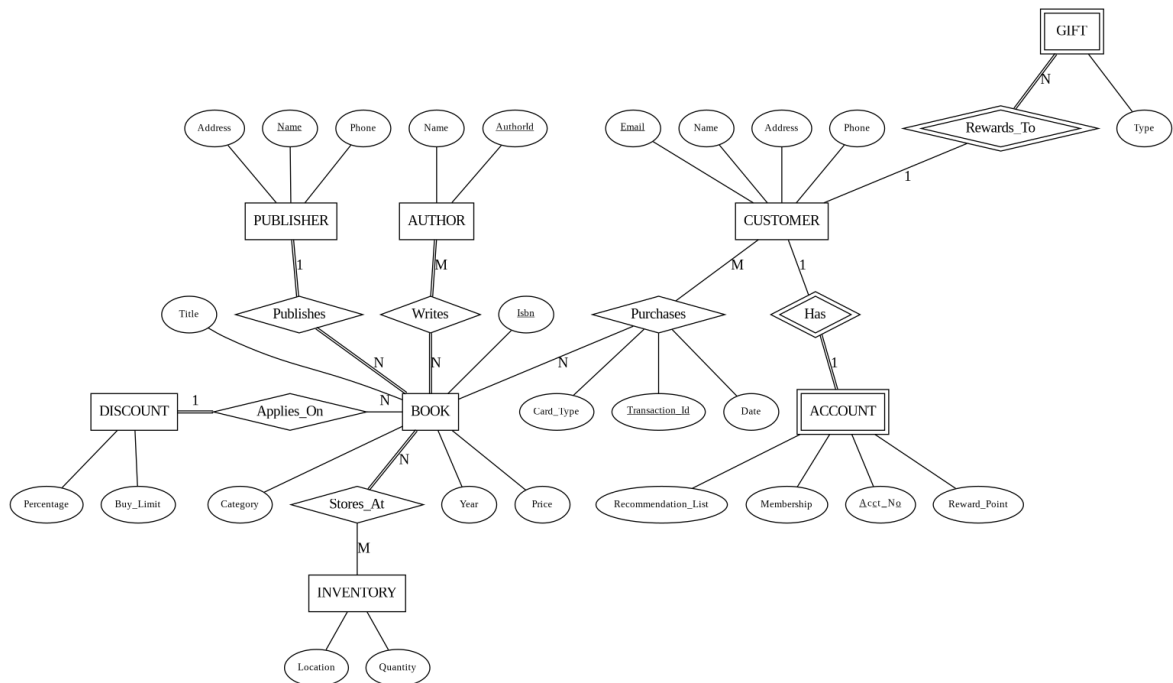 GIFT
N
Address
Name
Phone
Name
AuthorId
Email
Name
Address
Phone
Rewards_To
Type
1
PUBLISHER
AUTHOR
CUSTOMER
1
M
M
1
Title
Publishes
Writes
Isbn
Purchases
Has
N
N
N
1
DISCOUNT
1
Applies_On
N
BOOK
Card_Type
Transaction_Id
Date
ACCOUNT
N
Percentage
Buy_Limit
Category
Stores_At
Year
Price
Recommendation_List
Membership
Acct_No
Reward_Point
M
INVENTORY
Location
Quantity